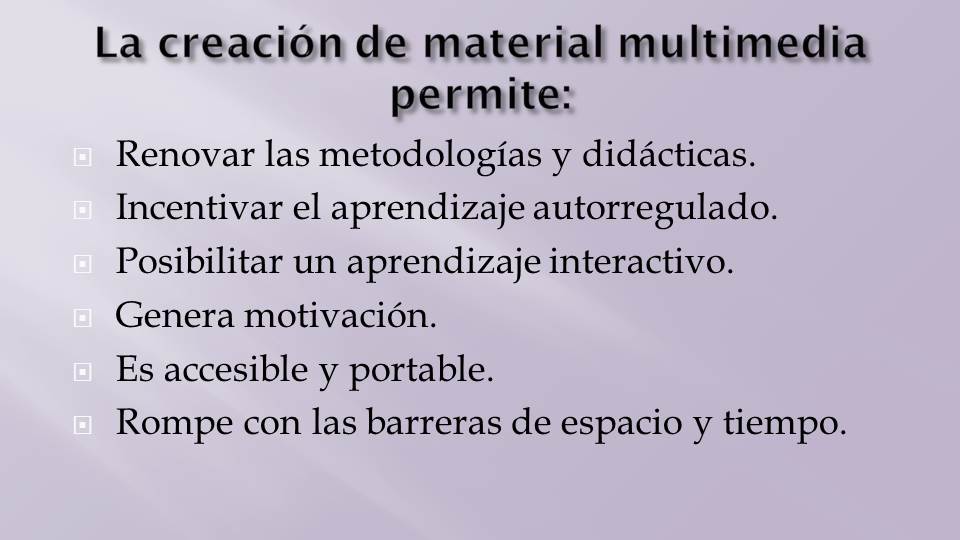 La creación de material multimedia
permite:
Renovar las metodologías y didácticas.
Incentivar el aprendizaje autorregulado.
Posibilitar un aprendizaje interactivo.
Genera motivación.
Es accesible y portable.
Rompe con las barreras de espacio y tiempo.